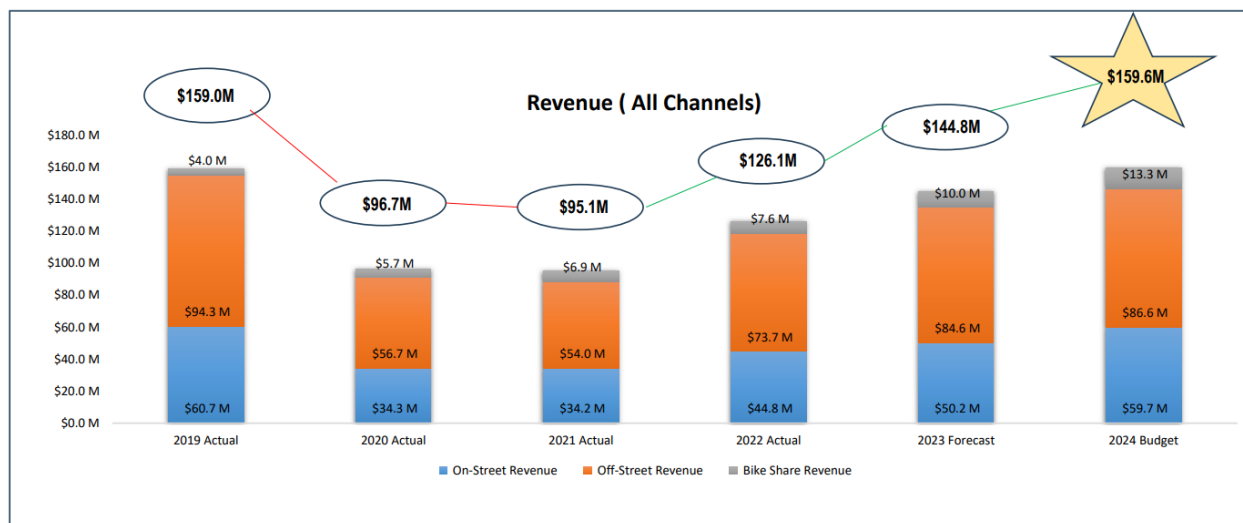 $159.6M
$159.0M
Revenue ( All Channels)
$144.8M
$126.1M
$96.7M
$95.1M
$180.0 M
$160.0 M
$140.0 M
$120.0 M
$100.0 M
$80.0 M
$60.0 M
$40.0 M
$20.0 M
$0.0 M
$4.0 M
$94.3 M
$60.7 M
$5.7 M
$56.7 M
$34.3 M
$6.9 M
$54.0 M
$34.2 M
$7.6 M
$73.7 M
$44.8 M
$10.0 M
$84.6 M
$50.2 M
$13.3 M
$86.6 M
$59.7 M
2019 Actual 2020 Actual 2021 Actual 2022 Actual 2023 Forecast 2024 Budget
On-Street Revenue Off-Street Revenue Bike Share Revenue